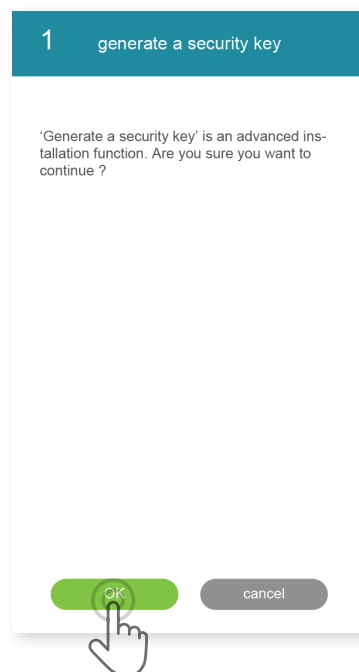 1 generate a security key
‘Generate a security key’ is an advanced ins-
tallation function. Are you sure you want to
continue ?
OK cancel